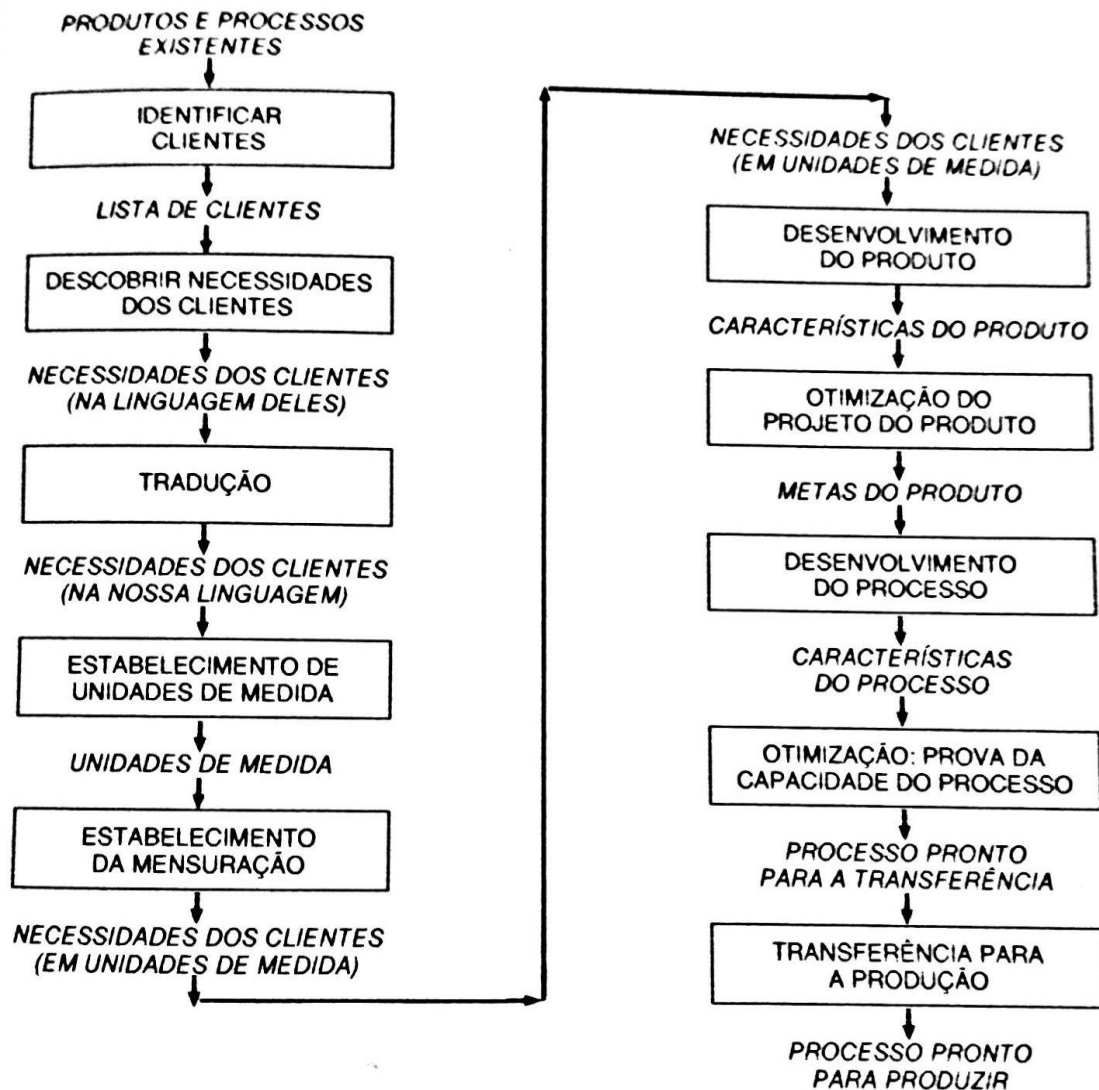 PRODUTOS E PROCESSOS
EXISTENTES
IDENTIFICAR
CLIENTES
LISTA DE CLIENTES
DESCOBRIR NECESSIDADES
DOS CLIENTES
NECESSIDADES DOS CLIENTES
(NA LINGUAGEM DELES)
TRADUÇÃO
NECESSIDADES DOS CLIENTES
(NA NOSSA LINGUAGEM)
ESTABELECIMENTO DE
UNIDADES DE MEDIDA
UNIDADES DE MEDIDA
ESTABELECIMENTO
DA MENSURAÇÃO
NECESSIDADES DOS CLIENTES
(EM UNIDADES DE MEDIDA)
NECESSIDADES DOS CLIENTES
(EM UNIDADES DE MEDIDA)
DESENVOLVIMENTO
DO PRODUTO
CARACTERÍSTICAS DO PRODUTO
OTIMIZAÇÃO DO
PROJETO DO PRODUTO
METAS DO PRODUTO
DESENVOLVIMENTO
DO PROCESSO
CARACTERÍSTICAS
DO PROCESSO
OTIMIZAÇÃO: PROVA DA
CAPACIDADE DO PROCESSO
PROCESSO PRONTO
PARA A TRANSFERÊNCIA
TRANSFERÊNCIA PARA
A PRODUÇÃO
PROCESSO PRONTO
PARA PRODUZIR